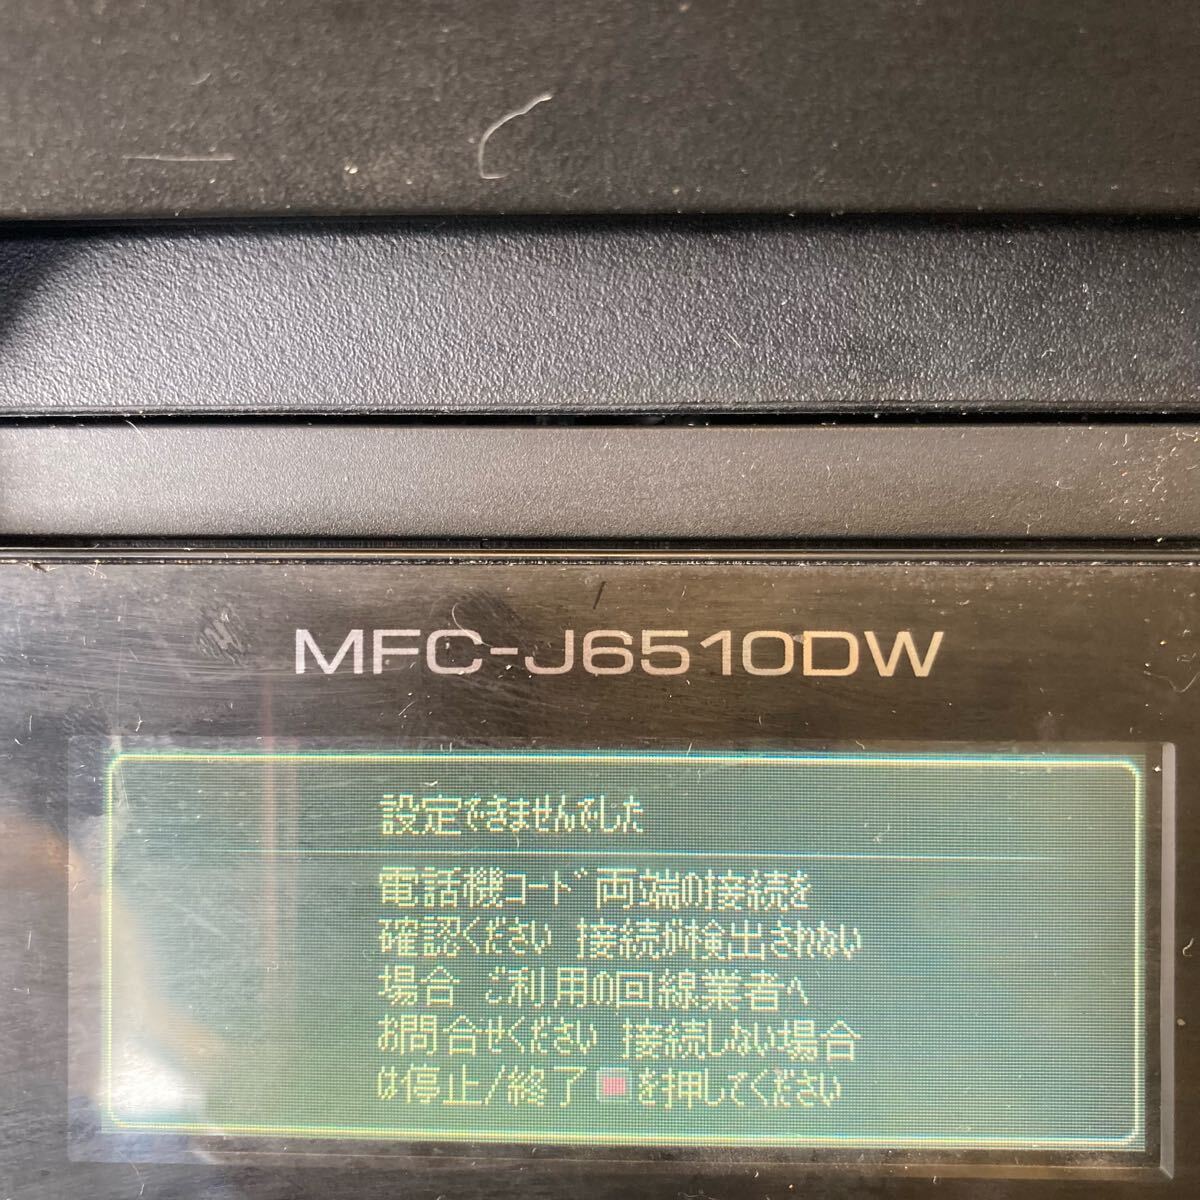 MFC-J6510DW
設定できませんでした
電話機コード両端の接続を
確認ください 接続が検出されない
場合 ご利用の回線業者へ
お問合せください 接続しない場合
は停止/終了 を押してください